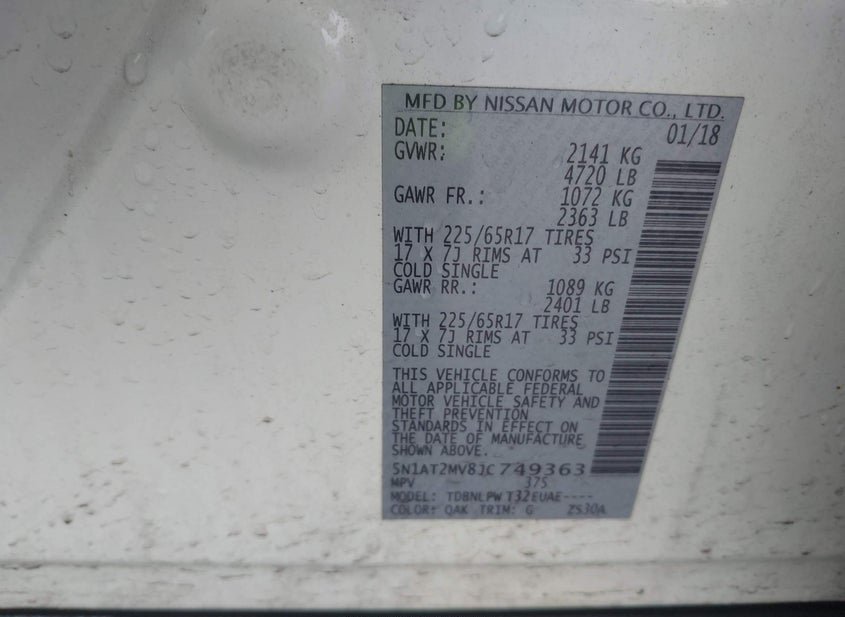 MFD BY NISSAN MOTOR CO., LTD.
DATE: 01/18
GVWR: 2141 KG
4720 LB
GAWR FR.: 1072 KG
2363 LB
WITH 225/65R17 TIRES
17 X 7J RIMS AT 33 PSI
COLD SINGLE
GAWR RR.: 1089 KG
2401 LB
WITH 225/65R17 TIRES
17 X 7J RIMS AT 33 PSI
COLD SINGLE
THIS VEHICLE CONFORMS TO
ALL APPLICABLE FEDERAL
MOTOR VEHICLE SAFETY AND
THEFT PREVENTION
STANDARDS IN EFFECT ON
THE DATE OF MANUFACTURE
SHOWN ABOVE.
5N1AT2MV8JC749363
MPV 375
MODEL: TDBNLPWT32EUAE----
COLOR: QAK TRIM: G ZS30A